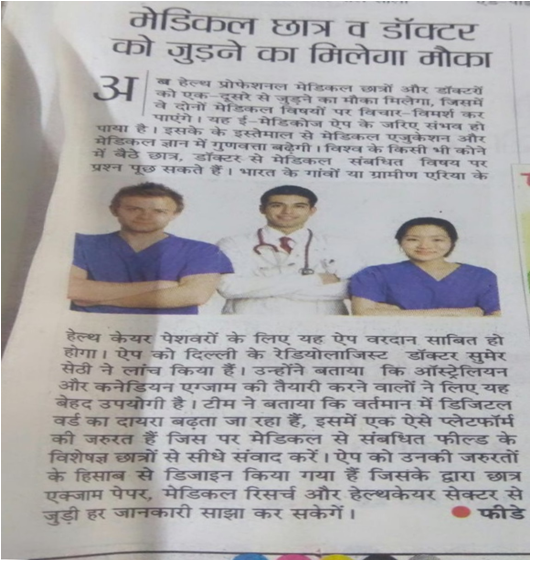 मेडिकल छात्र व डॉक्टर
को जुड़ने का मिलेगा मौका
अब हेल्थ प्रोफेशनल मेडिकल छात्रों और डॉक्टरों
को एक-दूसरे से जुड़ने का मौका मिलेगा, जिसमें
वे दोनों मेडिकल विषयों पर विचार-विमर्श कर
पाएंगे। यह ई-मेडिकोज ऐप के जरिए संभव हो
पाया है। इसके के इस्तेमाल से मेडिकल एजुकेशन और
मेडिकल ज्ञान में गुणवत्ता बढ़ेगी। विश्व के किसी भी कोने
में बैठे छात्र, डॉक्टर से मेडिकल संबधित विषय पर
प्रश्न पूछ सकते हैं। भारत के गांवों या ग्रामीण एरिया के
हेल्थ केयर पेशवरों के लिए यह ऐप वरदान साबित हो
होगा। ऐप को दिल्ली के रेडियोलाजिस्ट डॉक्टर सुमेर
सेठी ने लांच किया हैं। उन्होंने बताया कि ऑस्ट्रेलियन
और कनेडियन एग्जाम की तैयारी करने वालों ने लिए यह
बेहद उपयोगी है। टीम ने बताया कि वर्तमान में डिजिटल
वर्ड का दायरा बढ़ता जा रहा हैं, इसमें एक ऐसे प्लेटफॉर्म
की जरुरत हैं जिस पर मैडिकल से संबधित फील्ड के
विशेषज्ञ छात्रों से सीधे संवाद करें। ऐप को उनकी जरुरतों
के हिसाब से डिजाइन किया गया हैं जिसके द्वारा छात्र
एक्जाम पेपर, मेडिकल रिसर्च और हेल्थकेयर सेक्टर से
जुड़ी हर जानकारी साझा कर सकेगें। ● फीडे